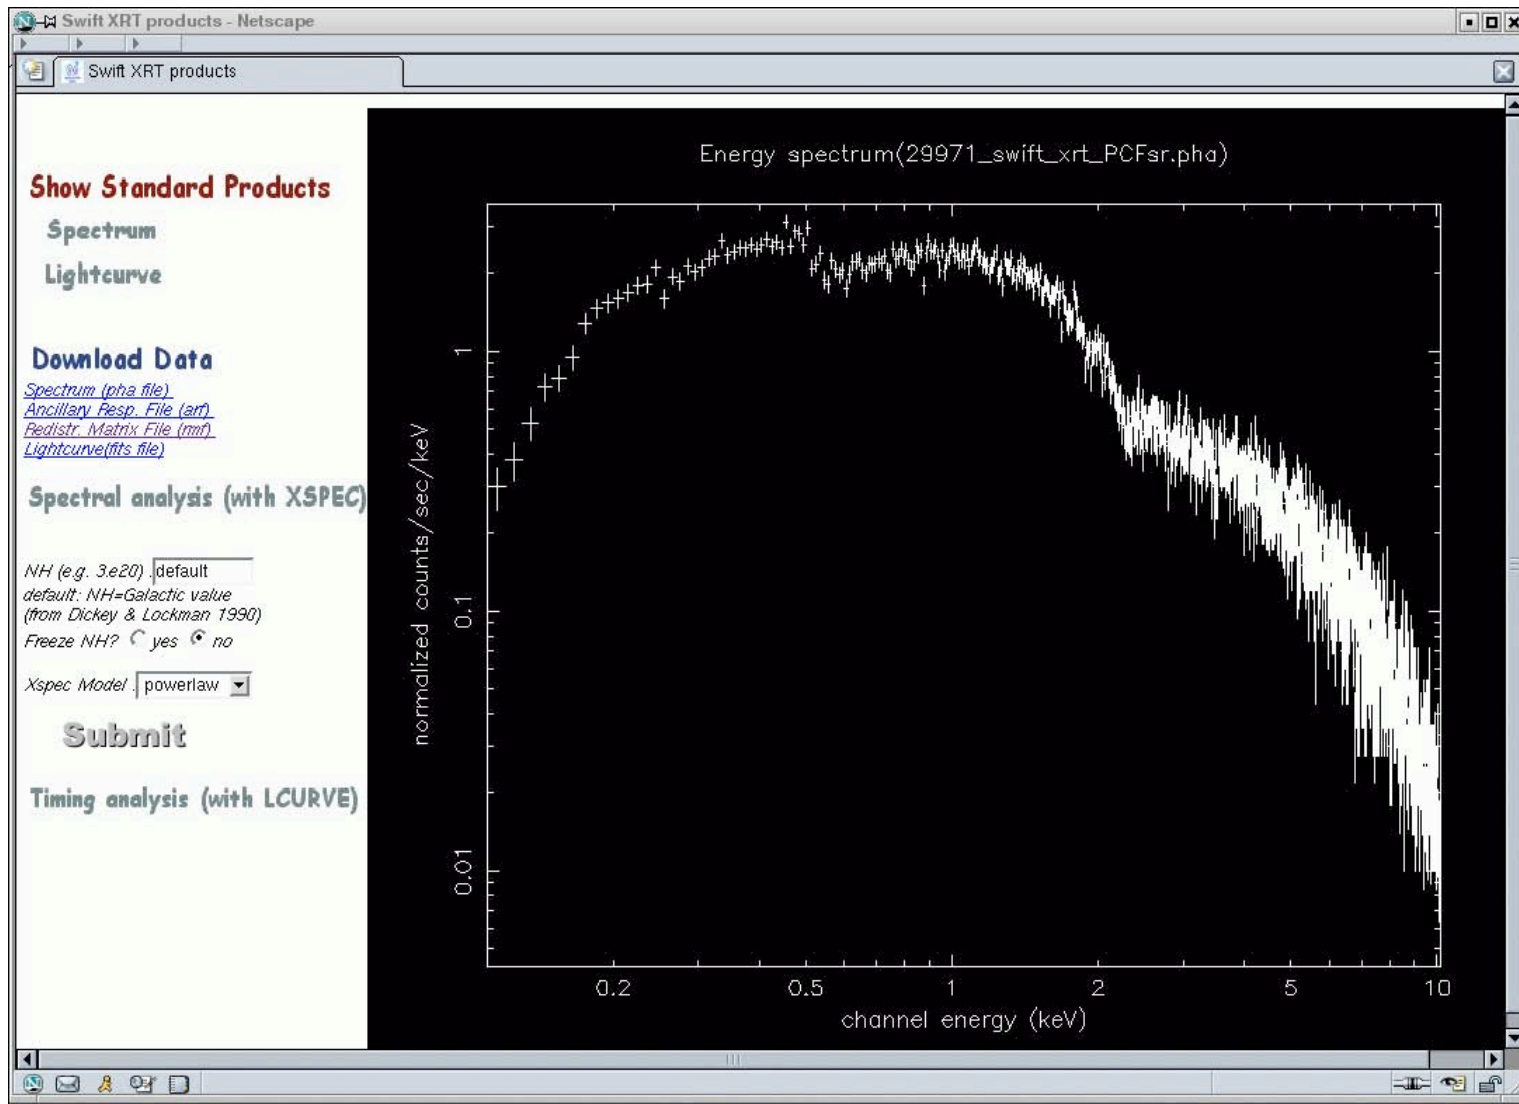 Swift XRT products - Netscape
Swift XRT products
Show Standard Products
Spectrum
Lightcurve
Download Data
Spectrum (pha file)
Ancillary Resp. File (arf)
Redistr. Matrix File (rmf)
Lightcurve(fits file)
Spectral analysis (with XSPEC)
NH (e.g. 3.e20) . default
default: NH=Galactic value
(from Dickey & Lockman 1990)
Freeze NH? yes no
Xspec Model . powerlaw
Submit
Timing analysis (with LCURVE)
Energy spectrum(29971_swift_xrt_PCFsr.pha)
normalized counts/sec/keV
1
0.1
0.01
0.2 0.5 1 2 5 10
channel energy (keV)